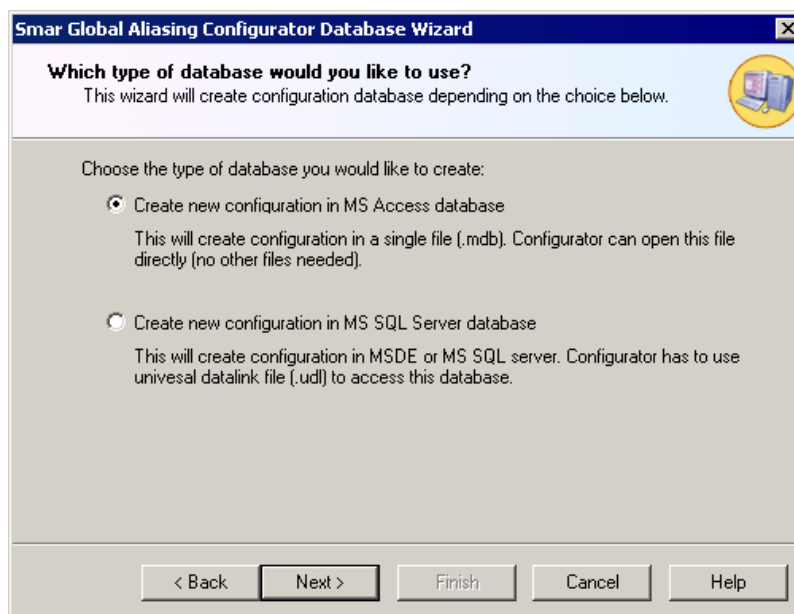 Smar Global Aliasing Configurator Database Wizard
Which type of database would you like to use?
This wizard will create configuration database depending on the choice below.
Choose the type of database you would like to create:
Create new configuration in MS Access database
This will create configuration in a single file (.mdb). Configurator can open this file
directly (no other files needed).
Create new configuration in MS SQL Server database
This will create configuration in MSDE or MS SQL server. Configurator has to use
univesal datalink file (.udl) to access this database.
< Back Next > Finish Cancel Help